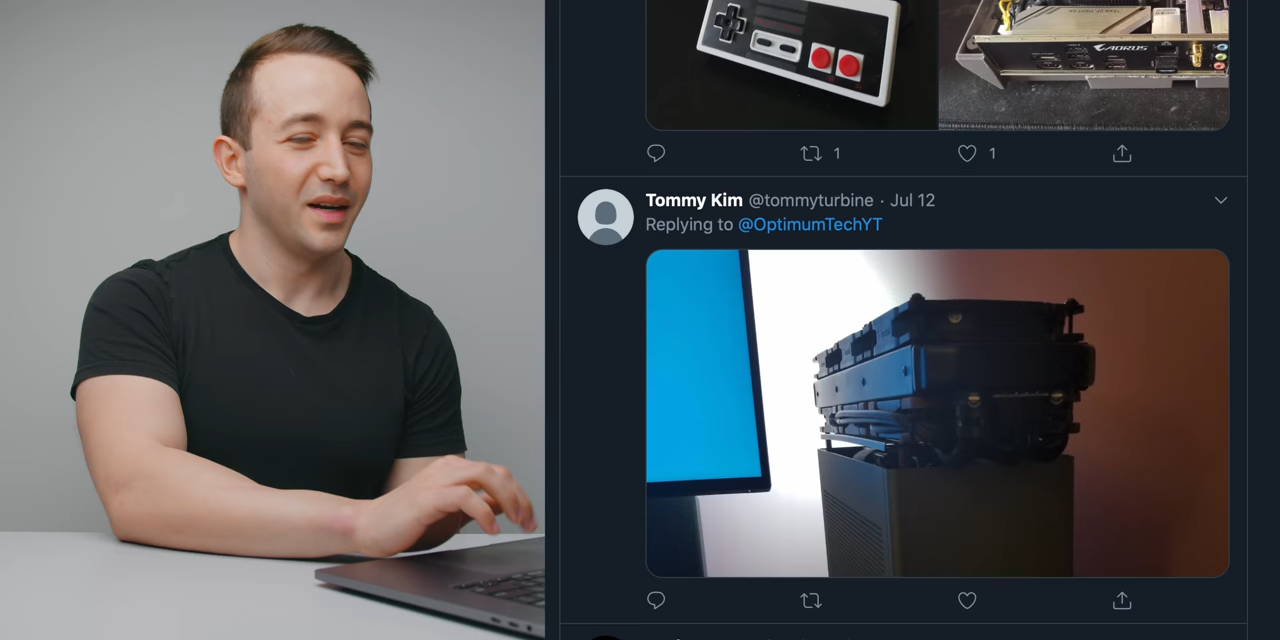 AORUS
1
1
Tommy Kim @tommyturbine · Jul 12
Replying to @OptimumTechYT